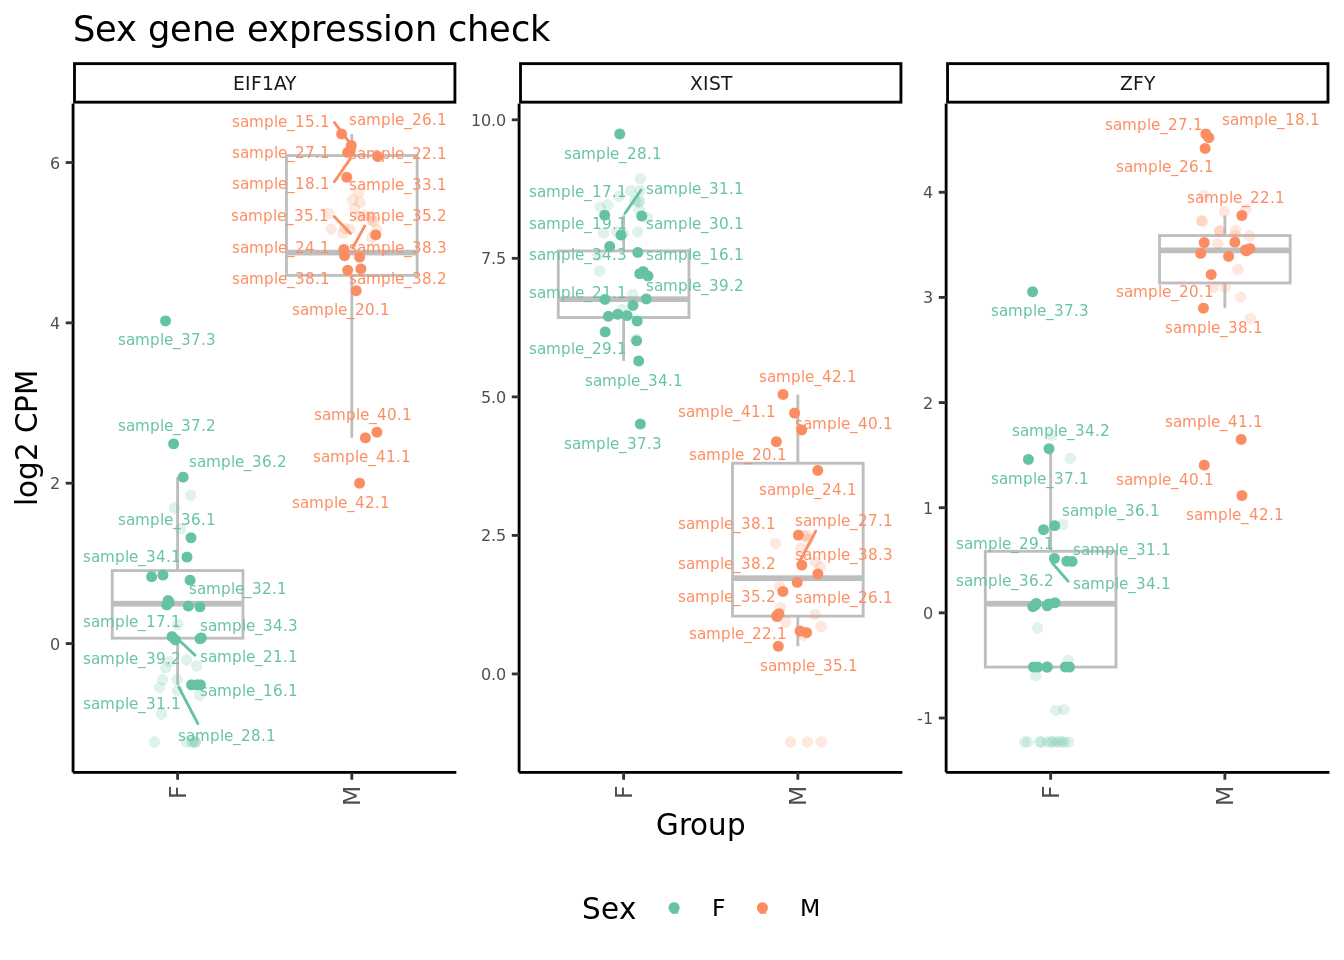 Sex gene expression check
EIF1AY
XIST
ZFY
log2 CPM
6
4
2
0
sample_15.1
sample_26.1
sample_27.1
sample_22.1
sample_18.1
sample_33.1
sample_35.1
sample_35.2
sample_24.1
sample_38.3
sample_38.1
sample_38.2
sample_20.1
sample_37.3
sample_40.1
sample_37.2
sample_41.1
sample_36.2
sample_42.1
sample_36.1
sample_34.1
sample_32.1
sample_17.1
sample_34.3
sample_39.2
sample_21.1
sample_16.1
sample_31.1
sample_28.1
F
M
10.0
7.5
5.0
2.5
0.0
sample_28.1
sample_17.1
sample_31.1
sample_19.1
sample_30.1
sample_34.3
sample_16.1
sample_21.1
sample_39.2
sample_29.1
sample_34.1
sample_42.1
sample_41.1
sample_40.1
sample_37.3
sample_20.1
sample_24.1
sample_38.1
sample_27.1
sample_38.2
sample_38.3
sample_35.2
sample_26.1
sample_22.1
sample_35.1
F
M
4
3
2
1
0
-1
sample_27.1
sample_18.1
sample_26.1
sample_22.1
sample_20.1
sample_37.3
sample_38.1
sample_41.1
sample_34.2
sample_37.1
sample_40.1
sample_36.1
sample_42.1
sample_29.1
sample_31.1
sample_36.2
sample_34.1
F
M
Group
Sex
F
M